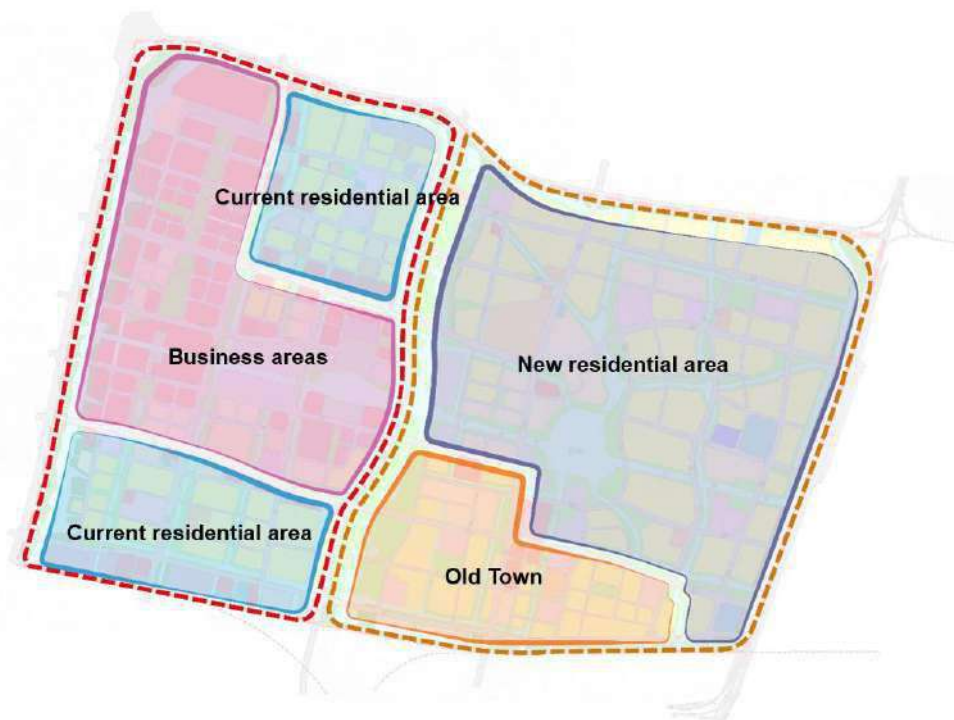 Current residential area
Business areas
New residential area
Current residential area
Old Town